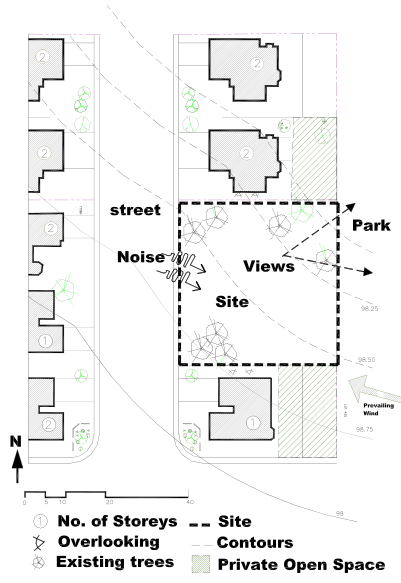 2
2
2
2
street
Park
2
Noise
Views
Site
98.25
1
98.50
Prevailing
Wind
2
1
98.75
N
0 5 10 20 40
99
1 No. of Storeys
Site
Overlooking
Contours
Existing trees
Private Open Space